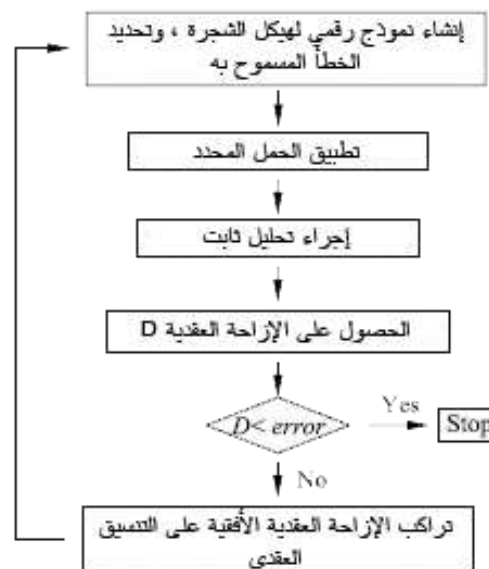 إنشاء نموذج رقمي لهيكل الشجرة ، وتحديد
الخطأ المسموح به
تطبيق الحمل المحدد
إجراء تحليل ثابت
الحصول على الإزاحة العقدية D
D< error
Yes
Stop
No
تراكب الإزاحة العقدية الأفقية على التنسيق
العقدي